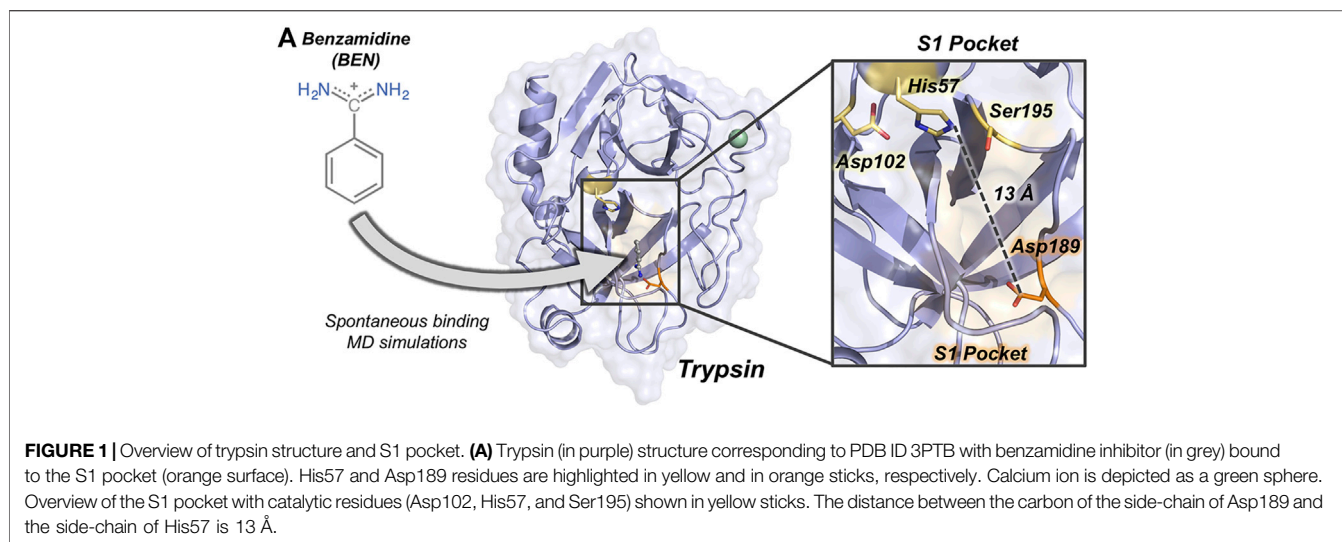 A Benzamidine
(BEN)
H₂N + NH₂
C
S1 Pocket
His57
Ser195
Asp102
13 Å
Asp189
S1 Pocket
Spontaneous binding
MD simulations
Trypsin
FIGURE 1 | Overview of trypsin structure and S1 pocket. (A) Trypsin (in purple) structure corresponding to PDB ID 3PTB with benzamidine inhibitor (in grey) bound
to the S1 pocket (orange surface). His57 and Asp189 residues are highlighted in yellow and in orange sticks, respectively. Calcium ion is depicted as a green sphere.
Overview of the S1 pocket with catalytic residues (Asp102, His57, and Ser195) shown in yellow sticks. The distance between the carbon of the side-chain of Asp189 and
the side-chain of His57 is 13 Å.